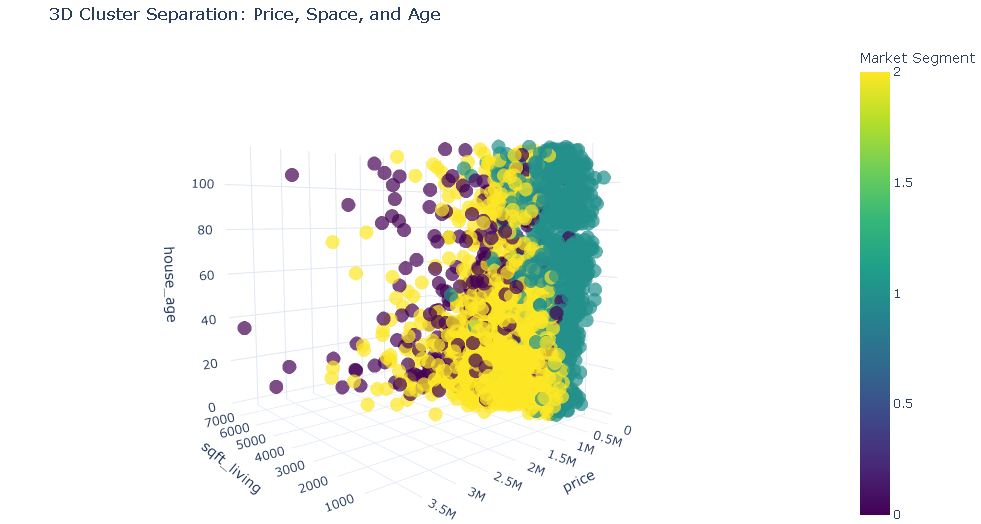 3D Cluster Separation: Price, Space, and Age
Market Segment
2
1.5
1
0.5
0
100
80
60
40
20
0
house_age
7000
6000
5000
4000
3000
2000
1000
sqft_living
0
0.5M
1M
1.5M
2M
2.5M
3M
3.5M
price